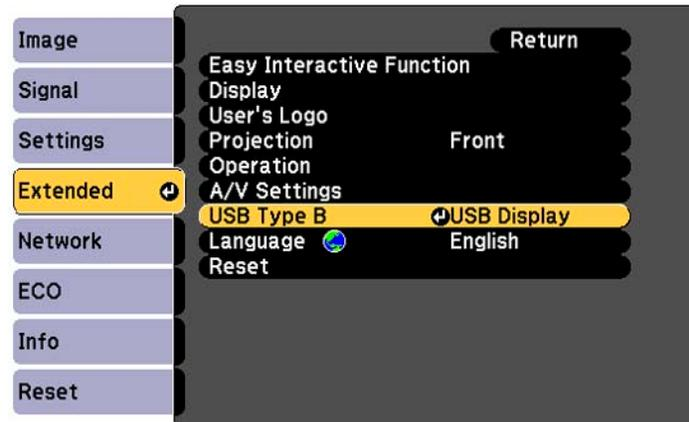 Image
Signal
Settings
Extended
Network
ECO
Info
Reset
Return
Easy Interactive Function
Display
User's Logo
Projection Front
Operation
A/V Settings
USB Type B USB Display
Language English
Reset